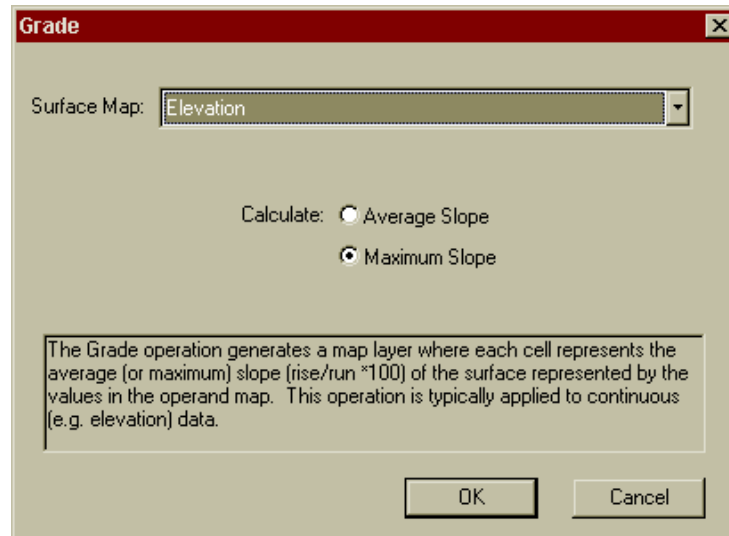 Grade
Surface Map: Elevation
Calculate: Average Slope
Maximum Slope
The Grade operation generates a map layer where each cell represents the
average (or maximum) slope (rise/run *100) of the surface represented by the
values in the operand map.  This operation is typically applied to continuous
(e.g. elevation) data.
OK Cancel